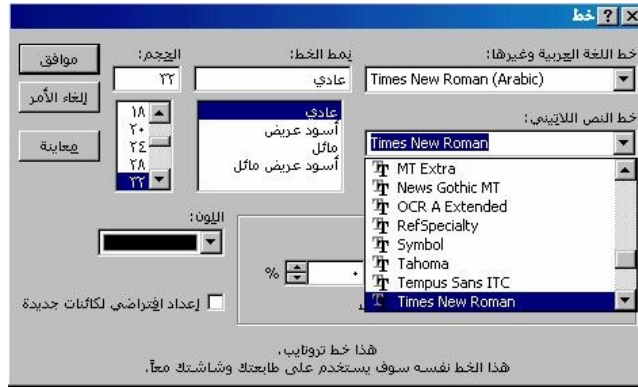 خط
خط اللغة العربية وغيرها:
Times New Roman (Arabic)
خط النص اللاتيني:
Times New Roman
MT Extra
News Gothic MT
OCR A Extended
RefSpecialty
Symbol
Tahoma
Tempus Sans ITC
Times New Roman
نمط الخط:
عادي
عادي
أسود عريض
مائل
أسود عريض مائل
الحجم:
٣٢
١٨
٢٠
٢٤
٢٨
٣٢
موافق
إلغاء الأمر
معاينة
اللون:
%
إعداد افتراضي لكائنات جديدة
هذا خط تروتايب.
هذا الخط نفسه سوف يستخدم على طابعتك وشاشتك معاً.